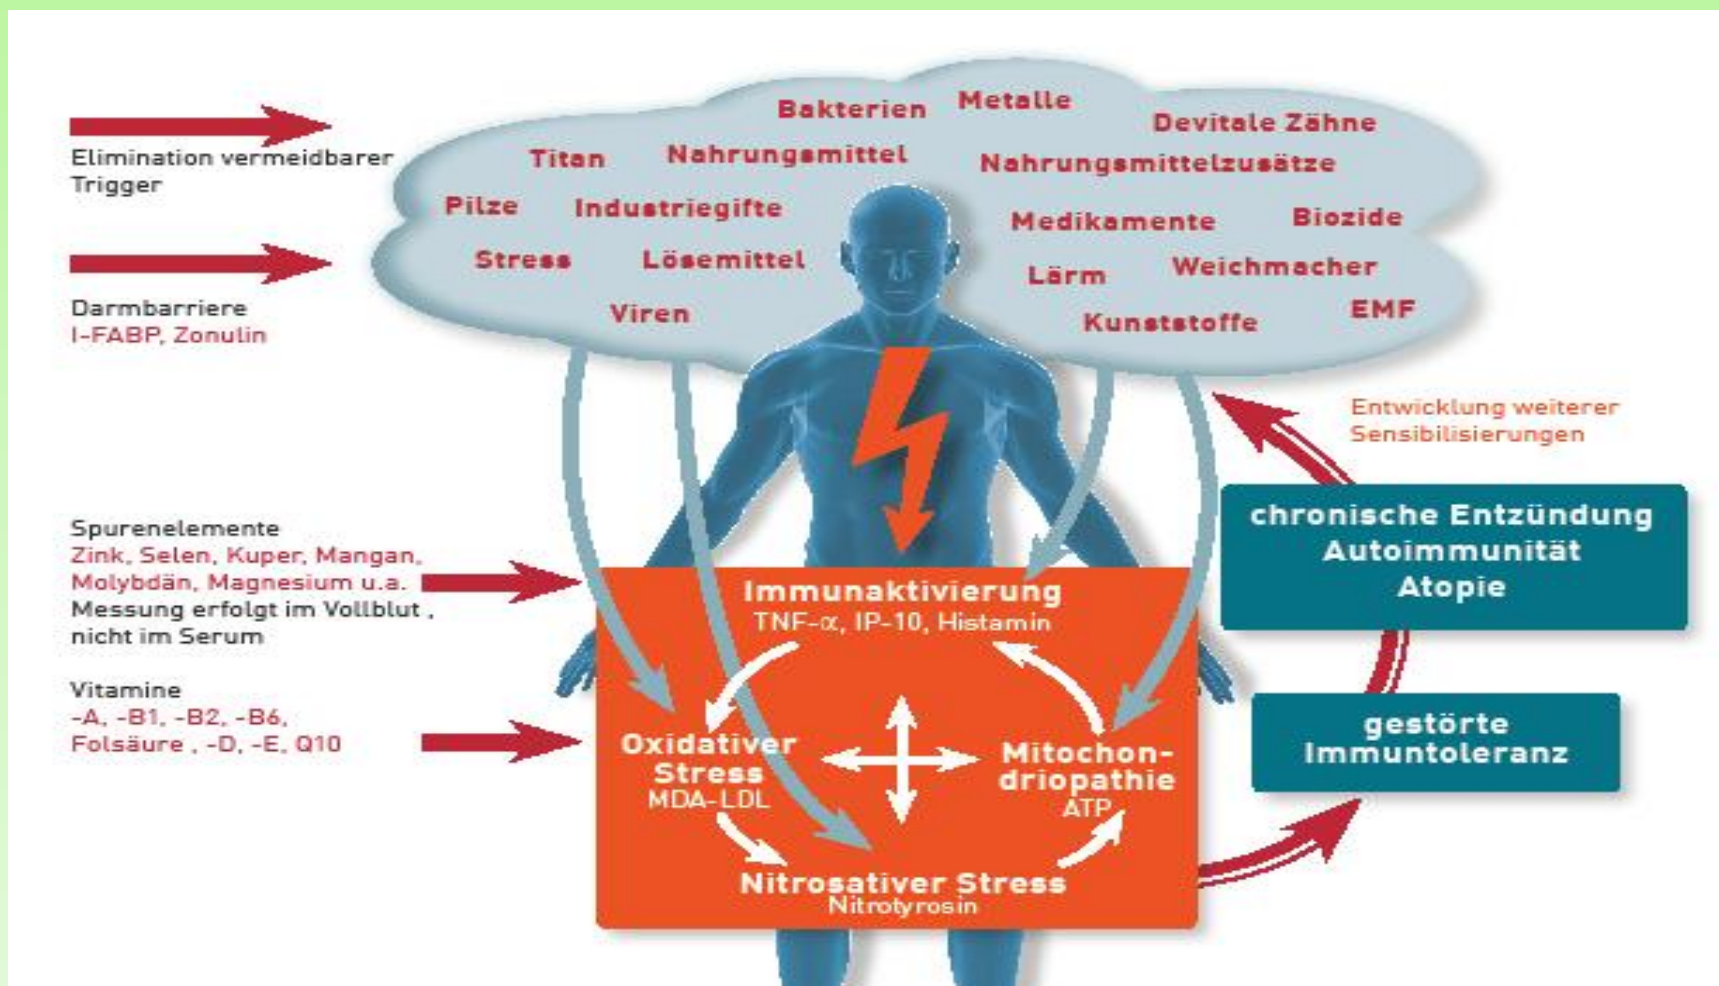 Elimination vermeidbarer
Trigger
Darmbarriere
I-FABP, Zonulin
Spurenelemente
Zink, Selen, Kuper, Mangan,
Molybdän, Magnesium u.a.
Messung erfolgt im Vollblut ,
nicht im Serum
Vitamine
-A, -B1, -B2, -B6,
Folsäure , -D, -E, Q10
Bakterien
Metalle
Devitale Zähne
Titan
Nahrungsmittel
Nahrungsmittelzusätze
Pilze
Industriegifte
Medikamente
Biozide
Stress
Lösemittel
Lärm
Weichmacher
Viren
Kunststoffe
EMF
Immunaktivierung
TNF-α, IP-10, Histamin
Oxidativer
Stress
MDA-LDL
Mitochon-
driopathie
ATP
Nitrosativer Stress
Nitrotyrosin
Entwicklung weiterer
Sensibilisierungen
chronische Entzündung
Autoimmunität
Atopie
gestörte
Immuntoleranz